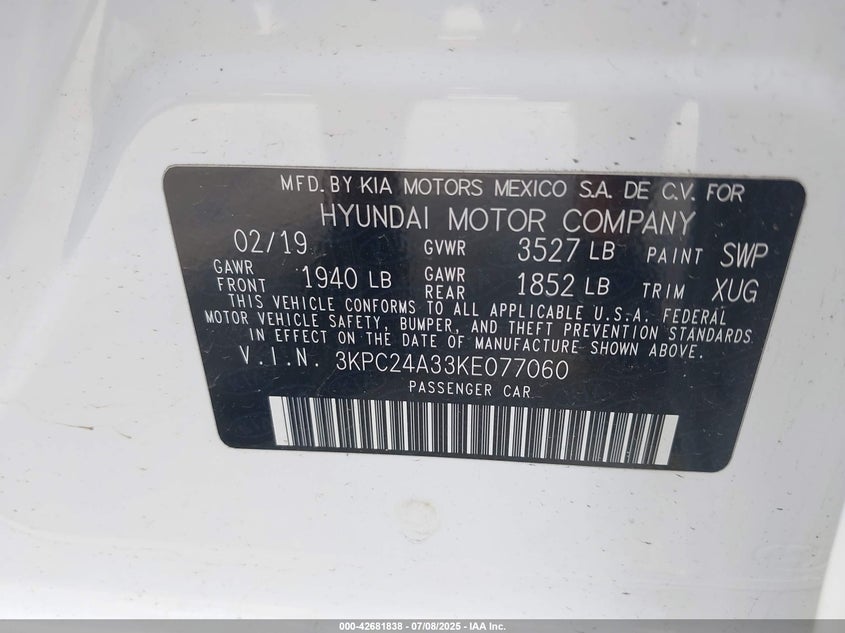 MFD. BY KIA MOTORS MEXICO S.A. DE C.V. FOR
HYUNDAI MOTOR COMPANY
02/19 GVWR 3527 LB PAINT SWP
GAWR FRONT 1940 LB GAWR REAR 1852 LB TRIM XUG
THIS VEHICLE CONFORMS TO ALL APPLICABLE U.S.A. FEDERAL
MOTOR VEHICLE SAFETY, BUMPER, AND THEFT PREVENTION STANDARDS
IN EFFECT ON THE DATE OF MANUFACTURE SHOWN ABOVE.
V.I.N. 3KPC24A33KE077060
PASSENGER CAR
000-42681838 - 07/08/2025 - IAA Inc.